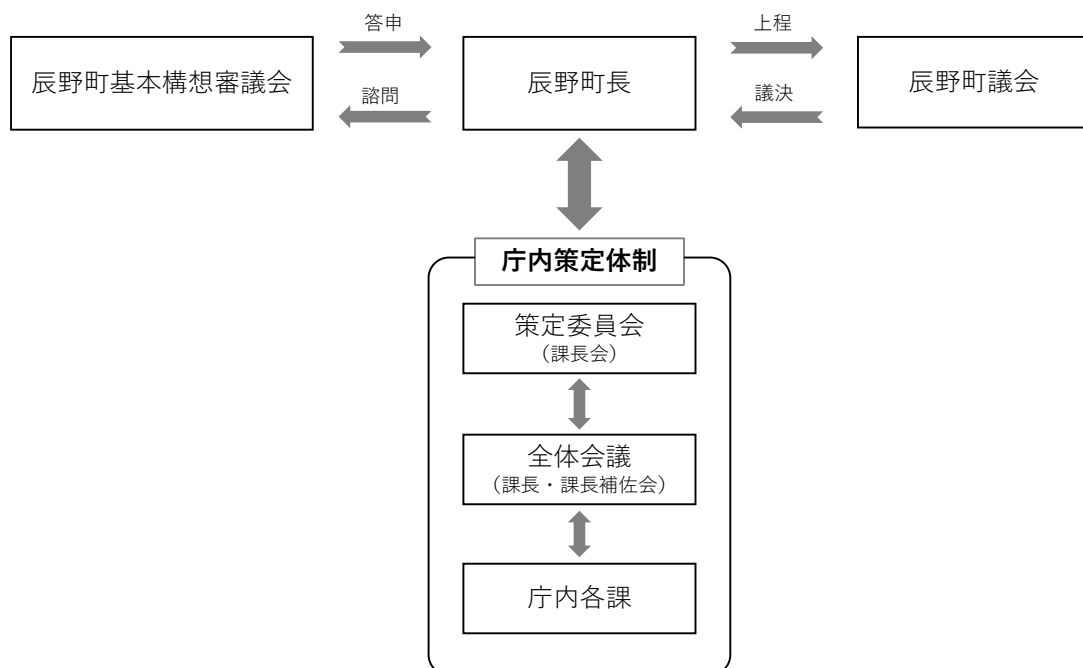 答申
上程
辰野町基本構想審議会
辰野町長
辰野町議会
諮問
議決
庁内策定体制
策定委員会
（課長会）
全体会議
（課長・課長補佐会）
庁内各課